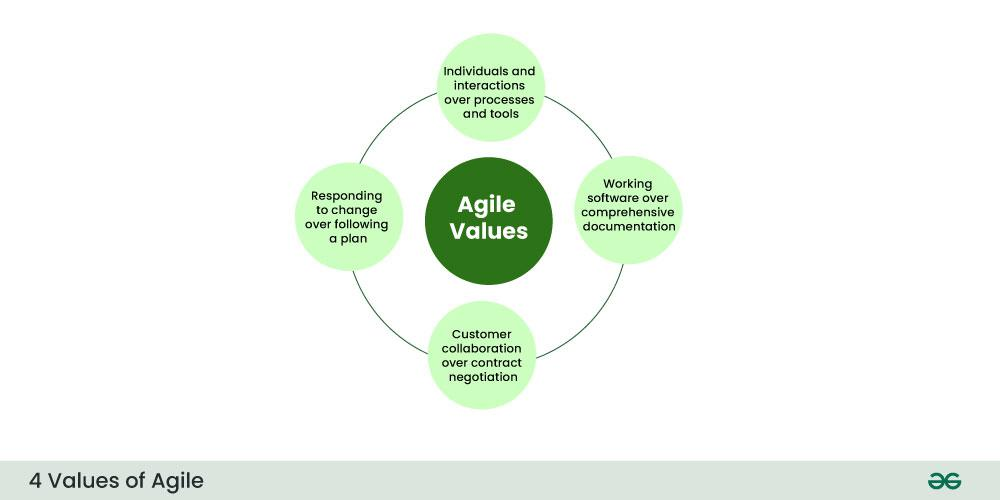 Individuals and
interactions
over processes
and tools
Responding
to change
over following
a plan
Agile
Values
Working
software over
comprehensive
documentation
Customer
collaboration
over contract
negotiation
4 Values of Agile